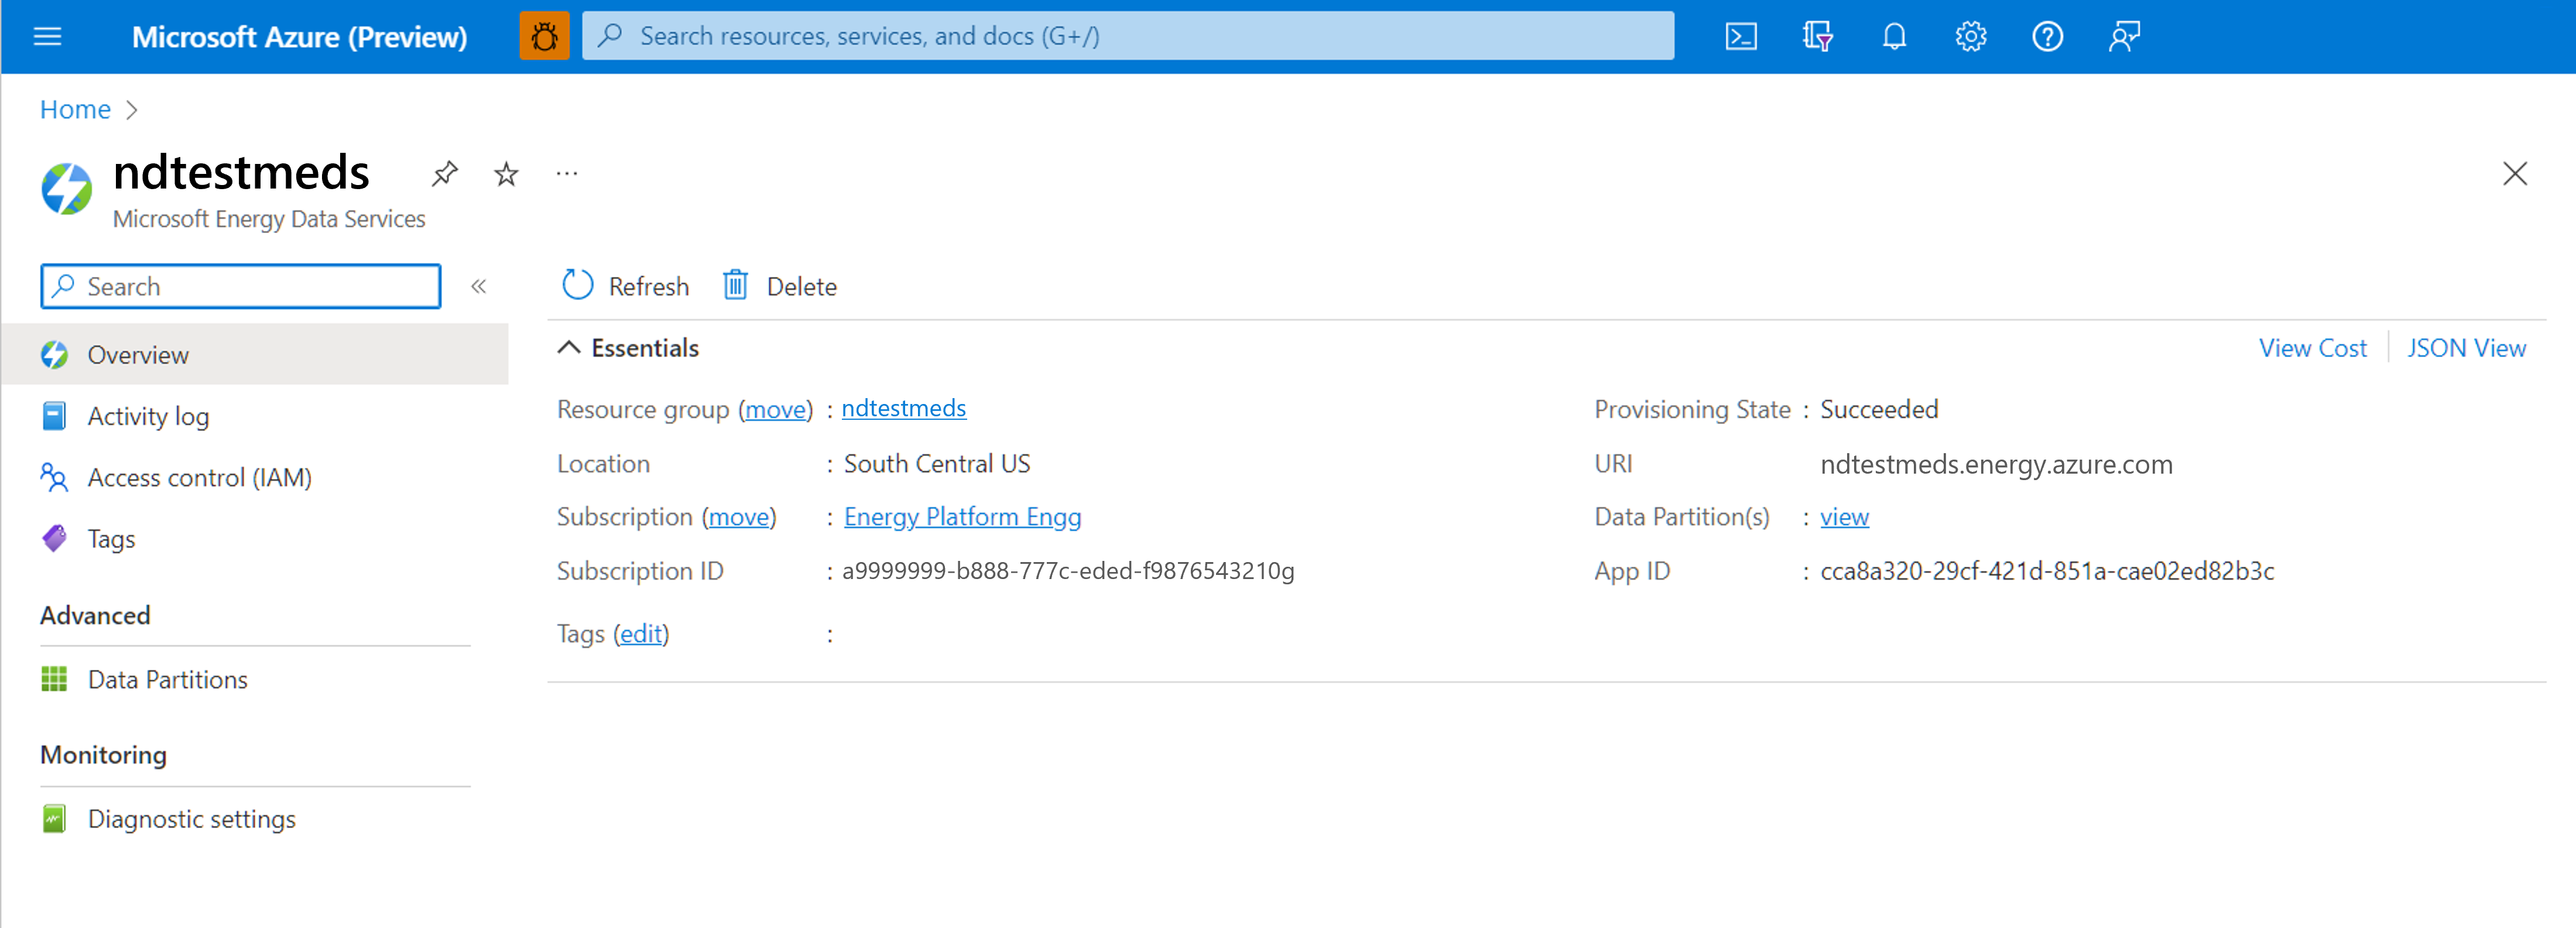 Microsoft Azure (Preview)
Search resources, services, and docs (G+/)
Home
ndtestmeds
Microsoft Energy Data Services
Search
«
Refresh
Delete
Overview
Activity log
Access control (IAM)
Tags
Advanced
Data Partitions
Monitoring
Diagnostic settings
Essentials
View Cost
JSON View
Resource group (move) : ndtestmeds
Location : South Central US
Subscription (move) : Energy Platform Engg
Subscription ID : a9999999-b888-777c-eded-f9876543210g
Tags (edit) :
Provisioning State : Succeeded
URI ndtestmeds.energy.azure.com
Data Partition(s) : view
App ID : cca8a320-29cf-421d-851a-cae02ed82b3c